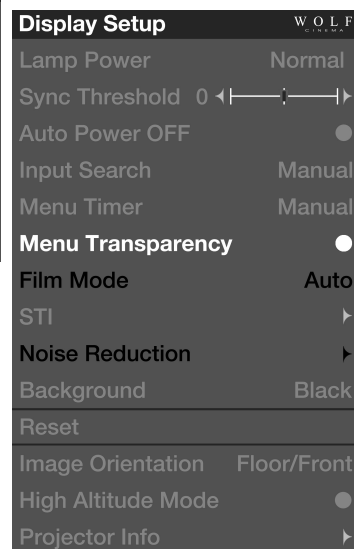 Display Setup WOLF
CINEMA
Lamp Power Normal
Sync Threshold 0
Auto Power OFF
Input Search Manual
Menu Timer Manual
Menu Transparency
Film Mode Auto
STI
Noise Reduction
Background Black
Reset
Image Orientation Floor/Front
High Altitude Mode
Projector Info